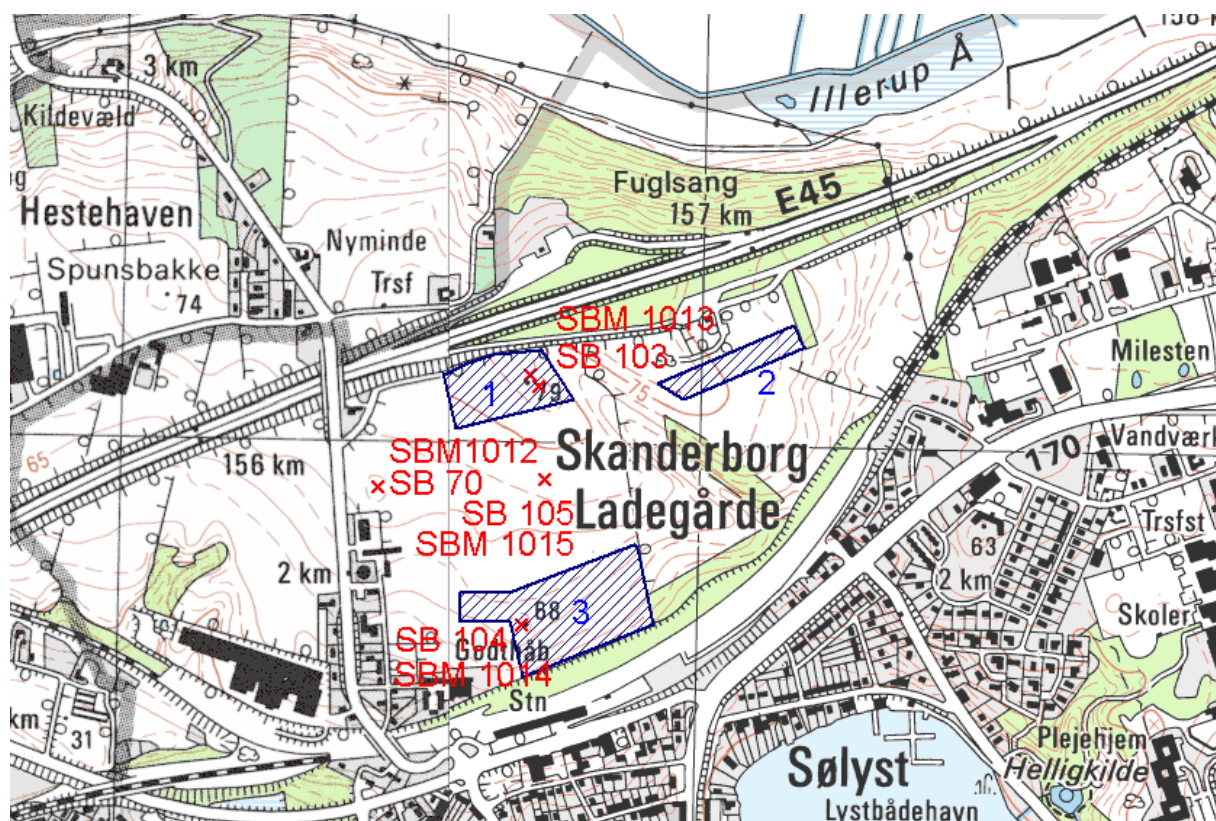 3 km
Kildevæld
Illerup Å
Fuglsang
157 km
E45
Hestehaven
Nyminde
Trsf
Spunsbakke
74
SBM 1013
SB 103
1
79
75
2
Milesten
SBM1012
SB 70
65
156 km
Skanderborg
Ladegårde
170
SB 105
SBM 1015
Trsfst
63
2 km
2 km
Skoler
68
3
SB 104
Godthåb
SBM 1014
Stn
km
31
Sølyst
Plejehjem
Helligkilde
Lystbådehavn